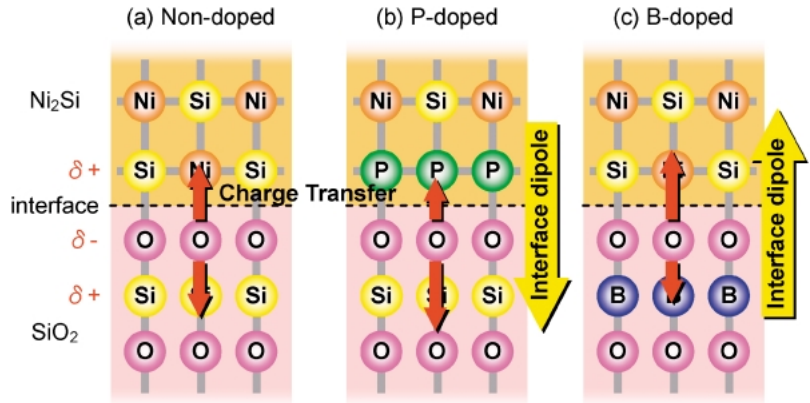 (a) Non-doped (b) P-doped (c) B-doped
Ni₂Si Ni Si Ni Ni Si Ni Ni Si Ni
δ+ Si Ni Si P P P Si Si
Charge Transfer
interface
δ- O O O O O O O O O
δ+ Si Si Si Si B B
SiO₂
O O O O O O O O O
Interface dipole
Interface dipole